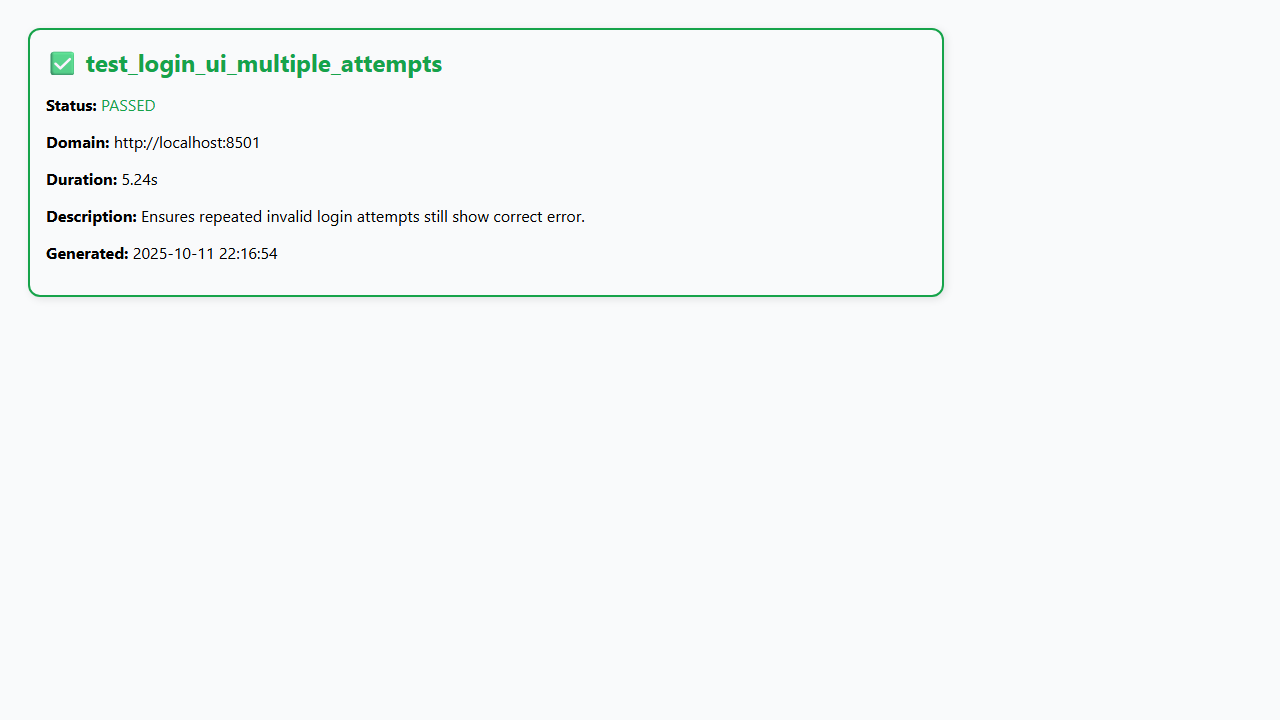 ✅ test_login_ui_multiple_attempts
Status: PASSED
Domain: http://localhost:8501
Duration: 5.24s
Description: Ensures repeated invalid login attempts still show correct error.
Generated: 2025-10-11 22:16:54